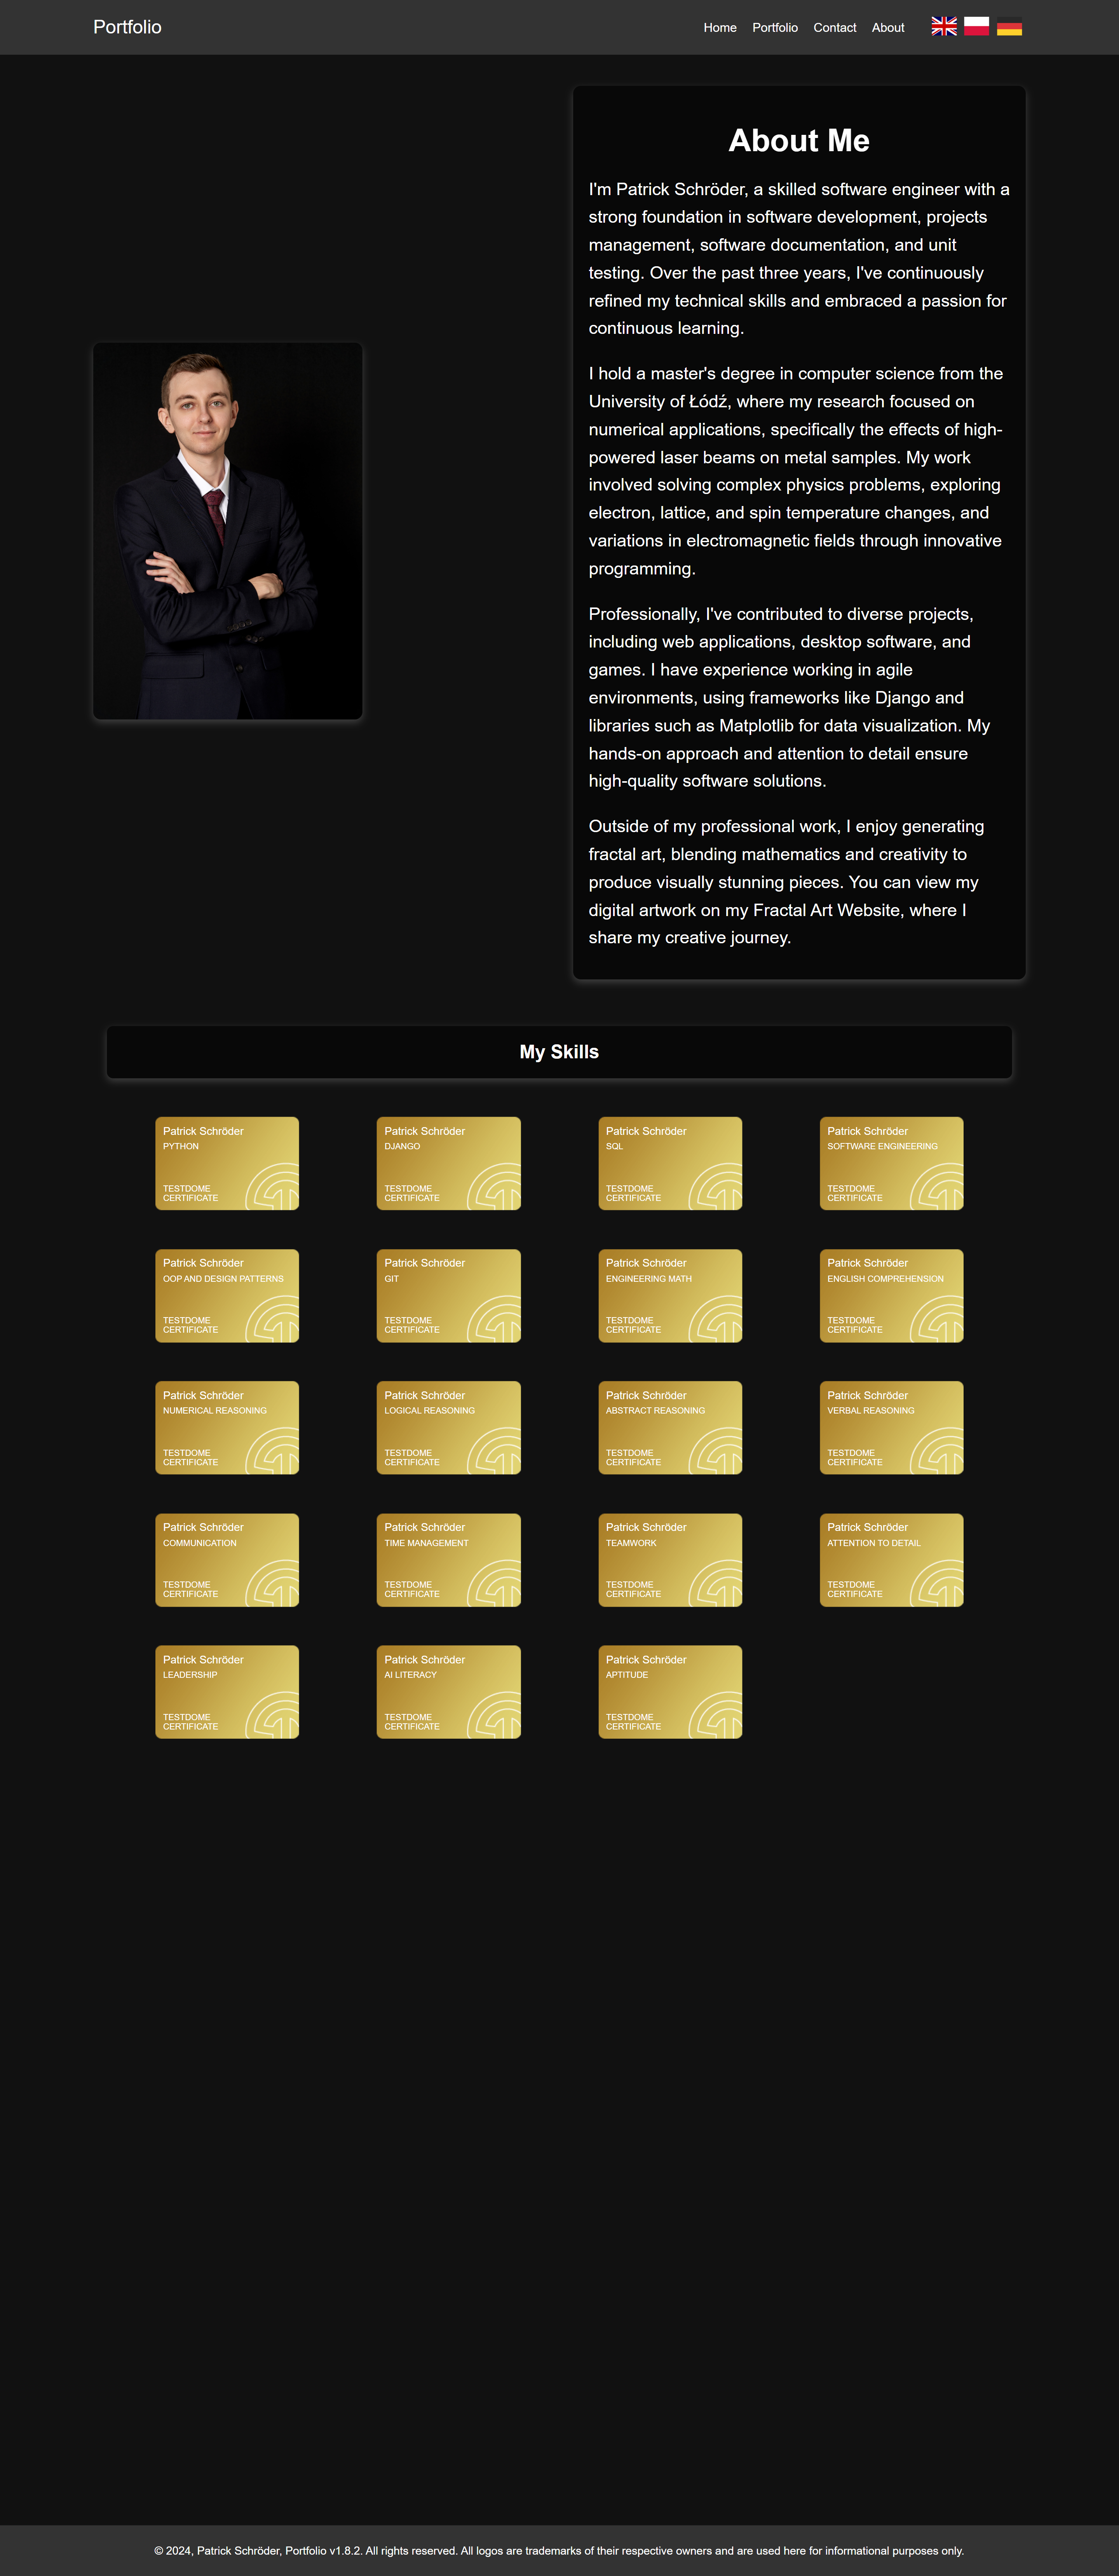 Portfolio
Home Portfolio Contact About
About Me
I'm Patrick Schröder, a skilled software engineer with a
strong foundation in software development, projects
management, software documentation, and unit
testing. Over the past three years, I've continuously
refined my technical skills and embraced a passion for
continuous learning.
I hold a master's degree in computer science from the
University of Łódź, where my research focused on
numerical applications, specifically the effects of high-
powered laser beams on metal samples. My work
involved solving complex physics problems, exploring
electron, lattice, and spin temperature changes, and
variations in electromagnetic fields through innovative
programming.
Professionally, I've contributed to diverse projects,
including web applications, desktop software, and
games. I have experience working in agile
environments, using frameworks like Django and
libraries such as Matplotlib for data visualization. My
hands-on approach and attention to detail ensure
high-quality software solutions.
Outside of my professional work, I enjoy generating
fractal art, blending mathematics and creativity to
produce visually stunning pieces. You can view my
digital artwork on my Fractal Art Website, where I
share my creative journey.
My Skills
Patrick Schröder
PYTHON
TESTDOME
CERTIFICATE
Patrick Schröder
DJANGO
TESTDOME
CERTIFICATE
Patrick Schröder
SQL
TESTDOME
CERTIFICATE
Patrick Schröder
SOFTWARE ENGINEERING
TESTDOME
CERTIFICATE
Patrick Schröder
OOP AND DESIGN PATTERNS
TESTDOME
CERTIFICATE
Patrick Schröder
GIT
TESTDOME
CERTIFICATE
Patrick Schröder
ENGINEERING MATH
TESTDOME
CERTIFICATE
Patrick Schröder
ENGLISH COMPREHENSION
TESTDOME
CERTIFICATE
Patrick Schröder
NUMERICAL REASONING
TESTDOME
CERTIFICATE
Patrick Schröder
LOGICAL REASONING
TESTDOME
CERTIFICATE
Patrick Schröder
ABSTRACT REASONING
TESTDOME
CERTIFICATE
Patrick Schröder
VERBAL REASONING
TESTDOME
CERTIFICATE
Patrick Schröder
COMMUNICATION
TESTDOME
CERTIFICATE
Patrick Schröder
TIME MANAGEMENT
TESTDOME
CERTIFICATE
Patrick Schröder
TEAMWORK
TESTDOME
CERTIFICATE
Patrick Schröder
ATTENTION TO DETAIL
TESTDOME
CERTIFICATE
Patrick Schröder
LEADERSHIP
TESTDOME
CERTIFICATE
Patrick Schröder
AI LITERACY
TESTDOME
CERTIFICATE
Patrick Schröder
APTITUDE
TESTDOME
CERTIFICATE
© 2024, Patrick Schröder, Portfolio v1.8.2. All rights reserved. All logos are trademarks of their respective owners and are used here for informational purposes only.